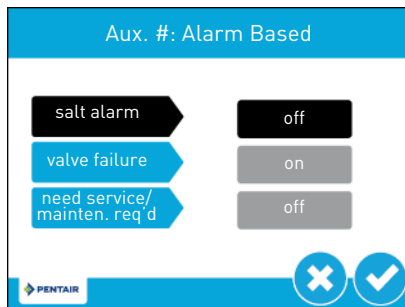 Aux. #: Alarm Based
salt alarm
off
valve failure
on
need service/
mainten. req'd
off
PENTAIR